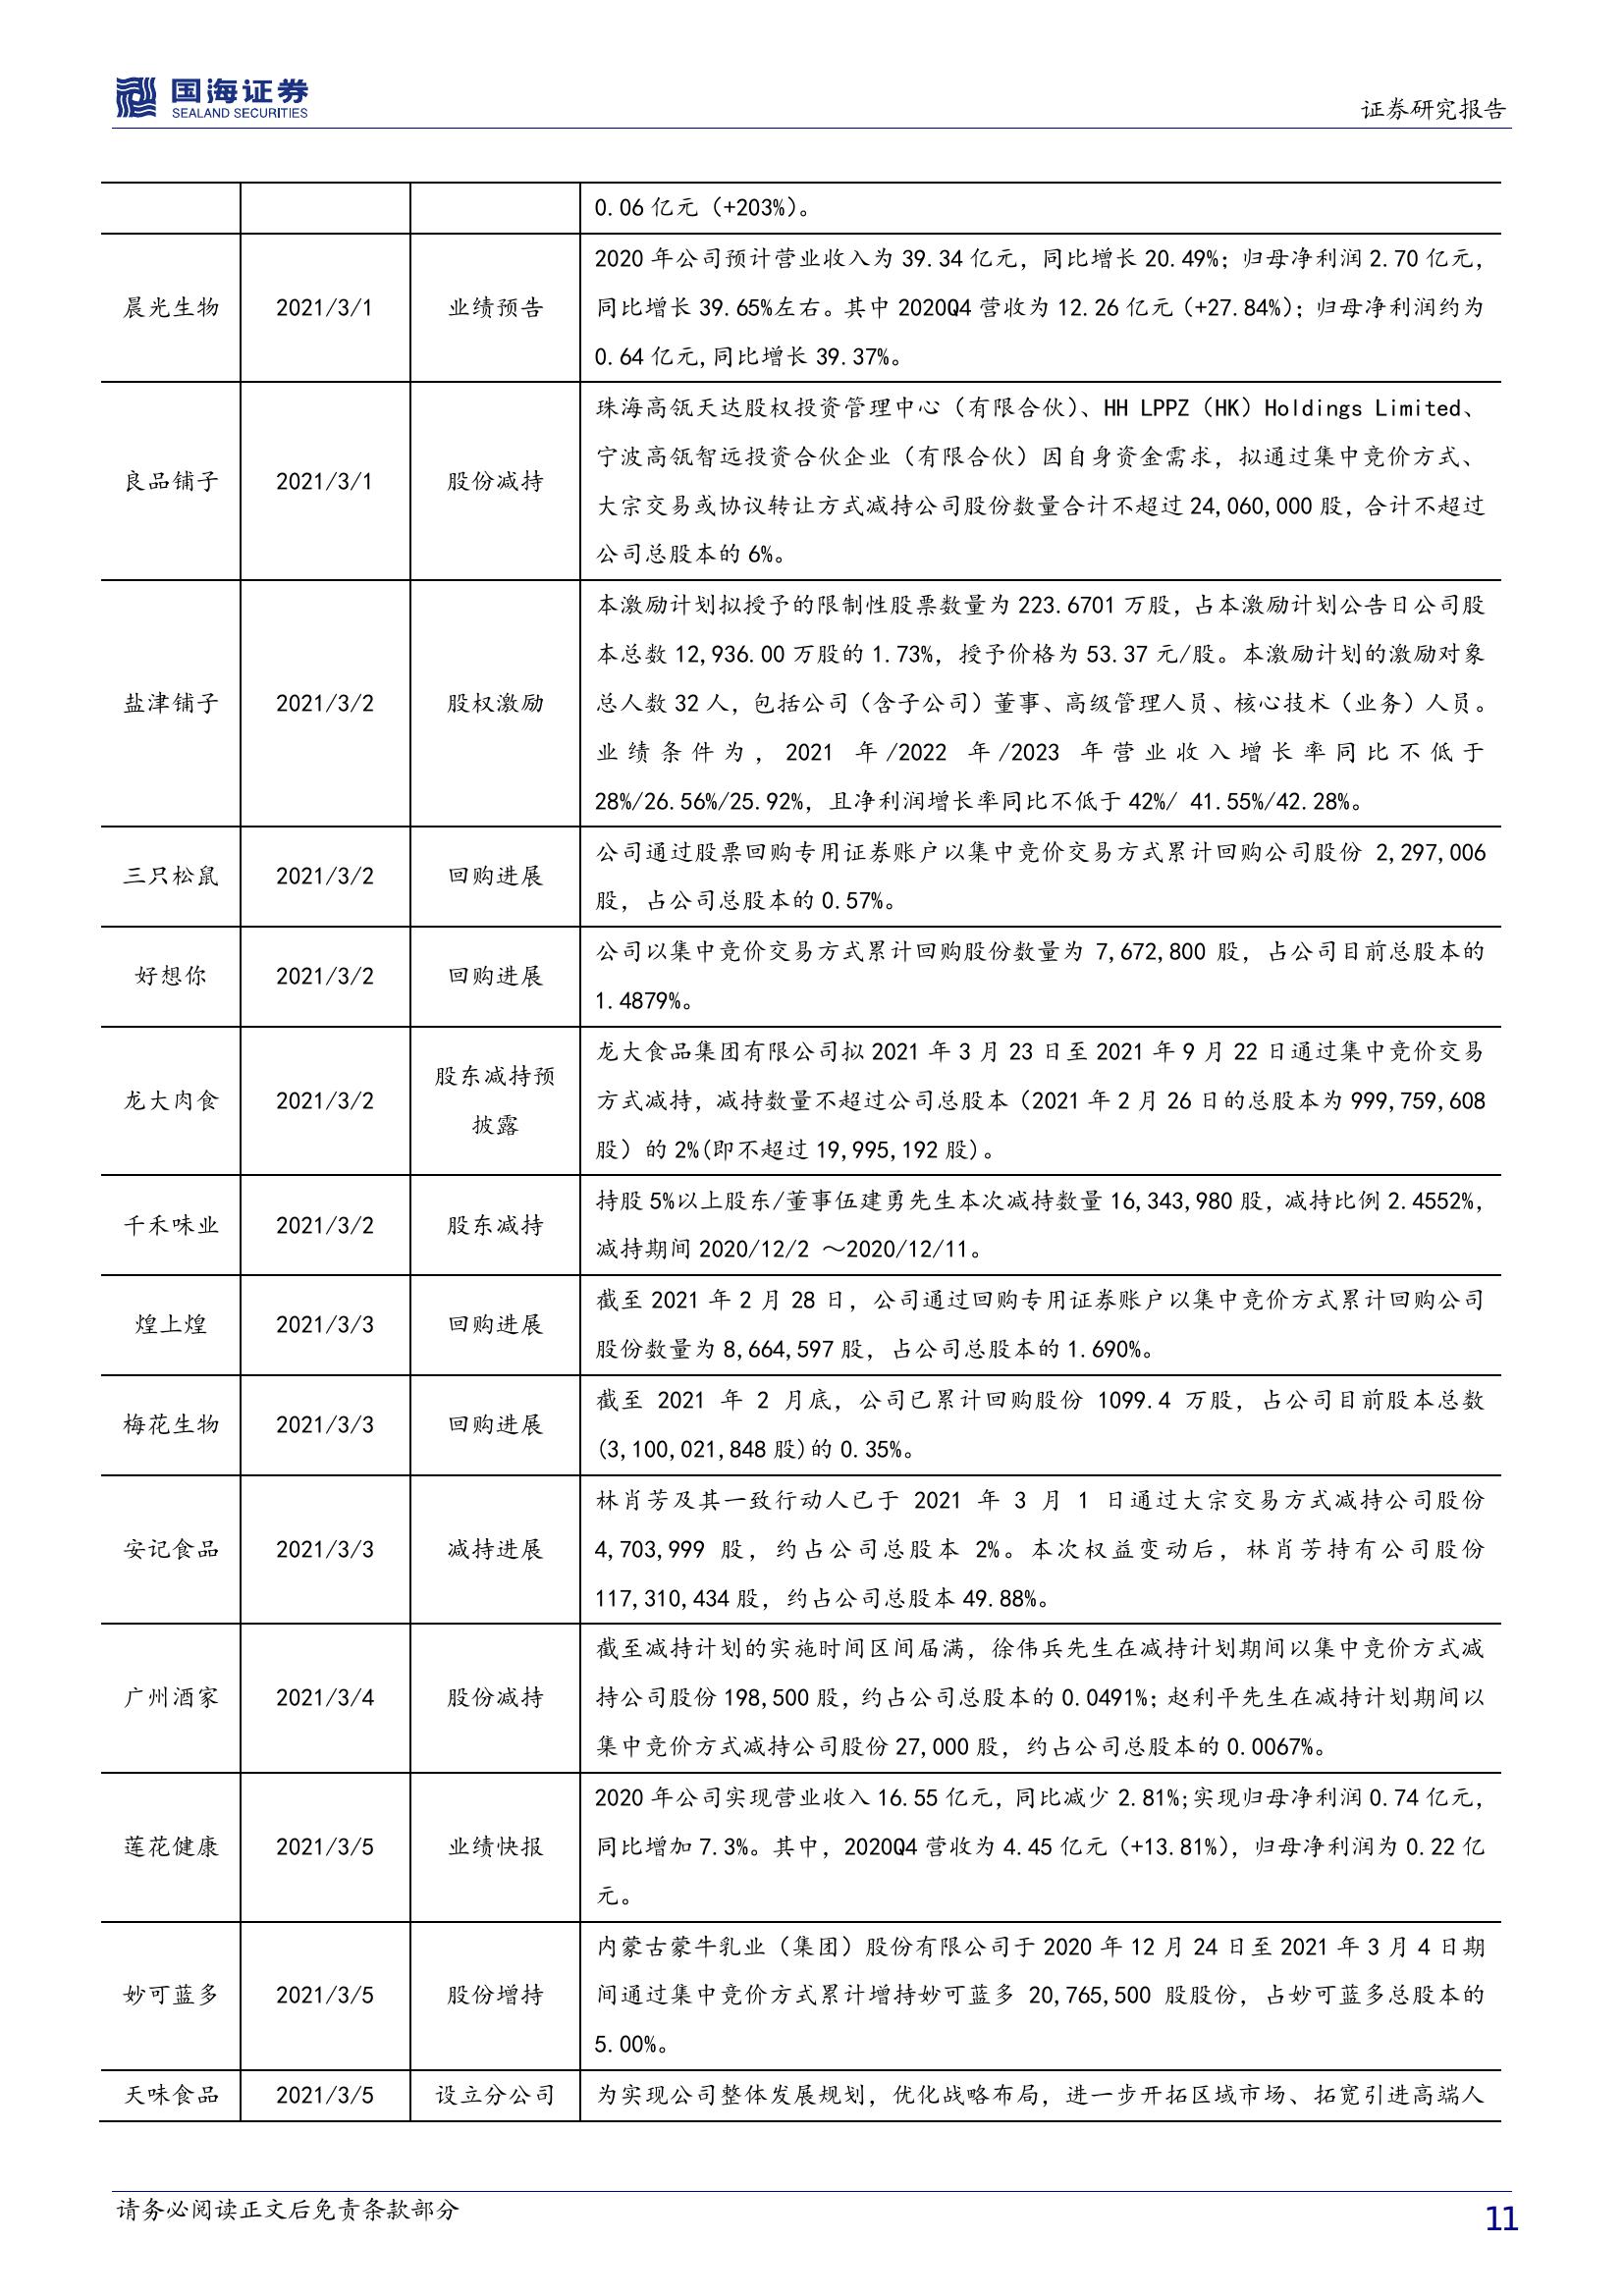 国海证券
SEALAND SECURITIES
证券研究报告
0.06 亿元（+203%）。
晨光生物
2021/3/1
业绩预告
2020 年公司预计营业收入为 39.34 亿元，同比增长 20.49%；归母净利润 2.70 亿元，
同比增长 39.65%左右。其中 2020Q4 营收为 12.26 亿元（+27.84%）；归母净利润约为
0.64 亿元,同比增长 39.37%。
良品铺子
2021/3/1
股份减持
珠海高瓴天达股权投资管理中心（有限合伙）、HH LPPZ（HK）Holdings Limited、
宁波高瓴智远投资合伙企业（有限合伙）因自身资金需求，拟通过集中竞价方式、
大宗交易或协议转让方式减持公司股份数量合计不超过 24,060,000 股，合计不超过
公司总股本的 6%。
盐津铺子
2021/3/2
股权激励
本激励计划拟授予的限制性股票数量为 223.6701 万股，占本激励计划公告日公司股
本总数 12,936.00 万股的 1.73%，授予价格为 53.37 元/股。本激励计划的激励对象
总人数 32 人，包括公司（含子公司）董事、高级管理人员、核心技术（业务）人员。
业绩条件为，2021 年/2022 年/2023 年营业收入增长率同比不低于
28%/26.56%/25.92%，且净利润增长率同比不低于 42%/ 41.55%/42.28%。
三只松鼠
2021/3/2
回购进展
公司通过股票回购专用证券账户以集中竞价交易方式累计回购公司股份 2,297,006
股，占公司总股本的 0.57%。
好想你
2021/3/2
回购进展
公司以集中竞价交易方式累计回购股份数量为 7,672,800 股，占公司目前总股本的
1.4879%。
龙大肉食
2021/3/2
股东减持预
披露
龙大食品集团有限公司拟 2021 年 3 月 23 日至 2021 年 9 月 22 日通过集中竞价交易
方式减持，减持数量不超过公司总股本（2021 年 2 月 26 日的总股本为 999,759,608
股）的 2%(即不超过 19,995,192 股)。
千禾味业
2021/3/2
股东减持
持股 5%以上股东/董事伍建勇先生本次减持数量 16,343,980 股，减持比例 2.4552%，
减持期间 2020/12/2 ～2020/12/11。
煌上煌
2021/3/3
回购进展
截至 2021 年 2 月 28 日，公司通过回购专用证券账户以集中竞价方式累计回购公司
股份数量为 8,664,597 股，占公司总股本的 1.690%。
梅花生物
2021/3/3
回购进展
截至 2021 年 2 月底，公司已累计回购股份 1099.4 万股，占公司目前股本总数
(3,100,021,848 股)的 0.35%。
安记食品
2021/3/3
减持进展
林肖芳及其一致行动人已于 2021 年 3 月 1 日通过大宗交易方式减持公司股份
4,703,999 股，约占公司总股本 2%。本次权益变动后，林肖芳持有公司股份
117,310,434 股，约占公司总股本 49.88%。
广州酒家
2021/3/4
股份减持
截至减持计划的实施时间区间届满，徐伟兵先生在减持计划期间以集中竞价方式减
持公司股份 198,500 股，约占公司总股本的 0.0491%；赵利平先生在减持计划期间以
集中竞价方式减持公司股份 27,000 股，约占公司总股本的 0.0067%。
莲花健康
2021/3/5
业绩快报
2020 年公司实现营业收入 16.55 亿元，同比减少 2.81%;实现归母净利润 0.74 亿元，
同比增加 7.3%。其中，2020Q4 营收为 4.45 亿元（+13.81%），归母净利润为 0.22 亿
元。
妙可蓝多
2021/3/5
股份增持
内蒙古蒙牛乳业（集团）股份有限公司于 2020 年 12 月 24 日至 2021 年 3 月 4 日期
间通过集中竞价方式累计增持妙可蓝多 20,765,500 股股份，占妙可蓝多总股本的
5.00%。
天味食品
2021/3/5
设立分公司
为实现公司整体发展规划，优化战略布局，进一步开拓区域市场、拓宽引进高端人
请务必阅读正文后免责条款部分
11